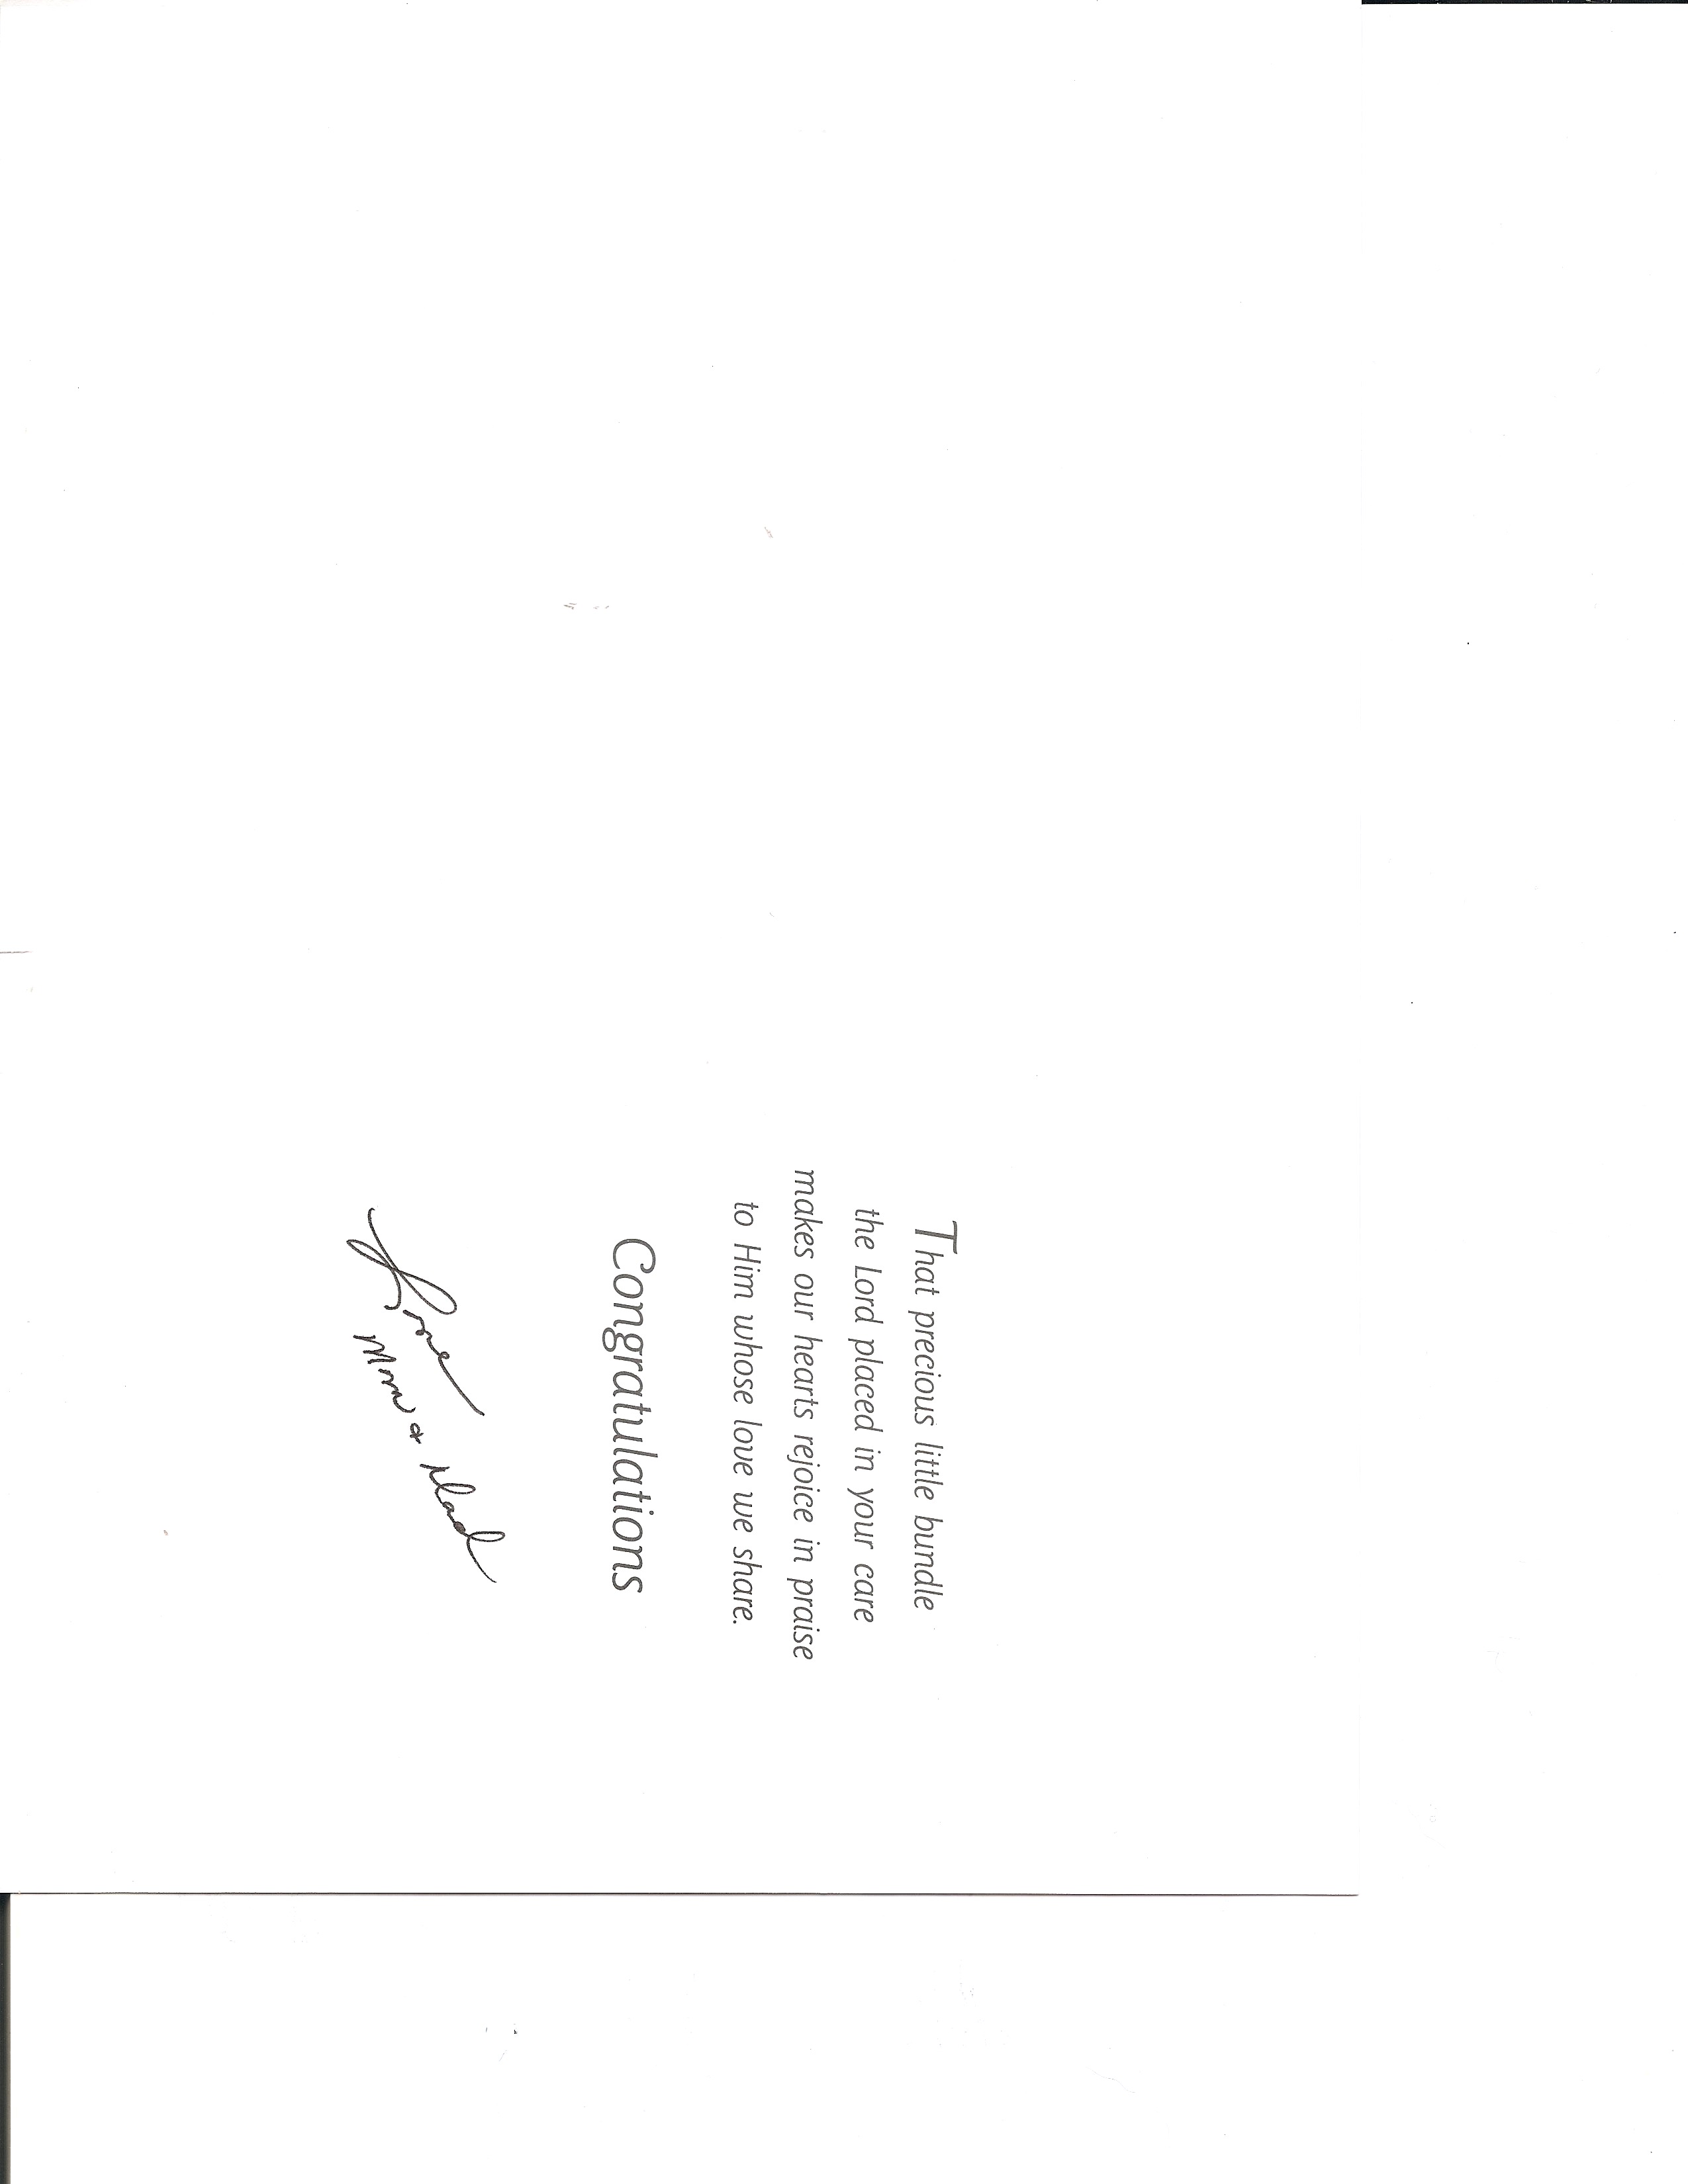 That precious little bundle
the Lord placed in your care
makes our hearts rejoice in praise
to Him whose love we share.
Congratulations
Love
Mom & Dad